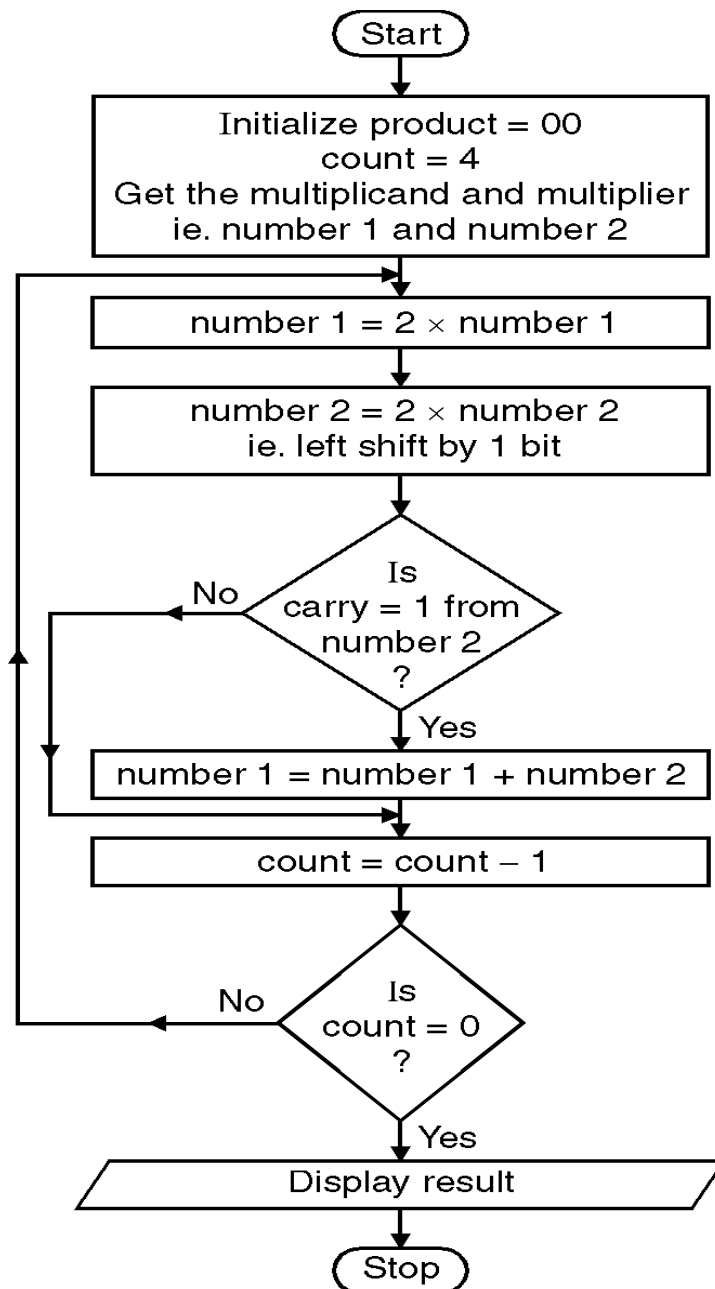 Start
Initialize product = 00
count = 4
Get the multiplicand and multiplier
ie. number 1 and number 2
number 1 = 2 × number 1
number 2 = 2 × number 2
ie. left shift by 1 bit
Is
carry = 1 from
number 2
?
No
Yes
number 1 = number 1 + number 2
count = count – 1
Is
count = 0
?
No
Yes
Display result
Stop